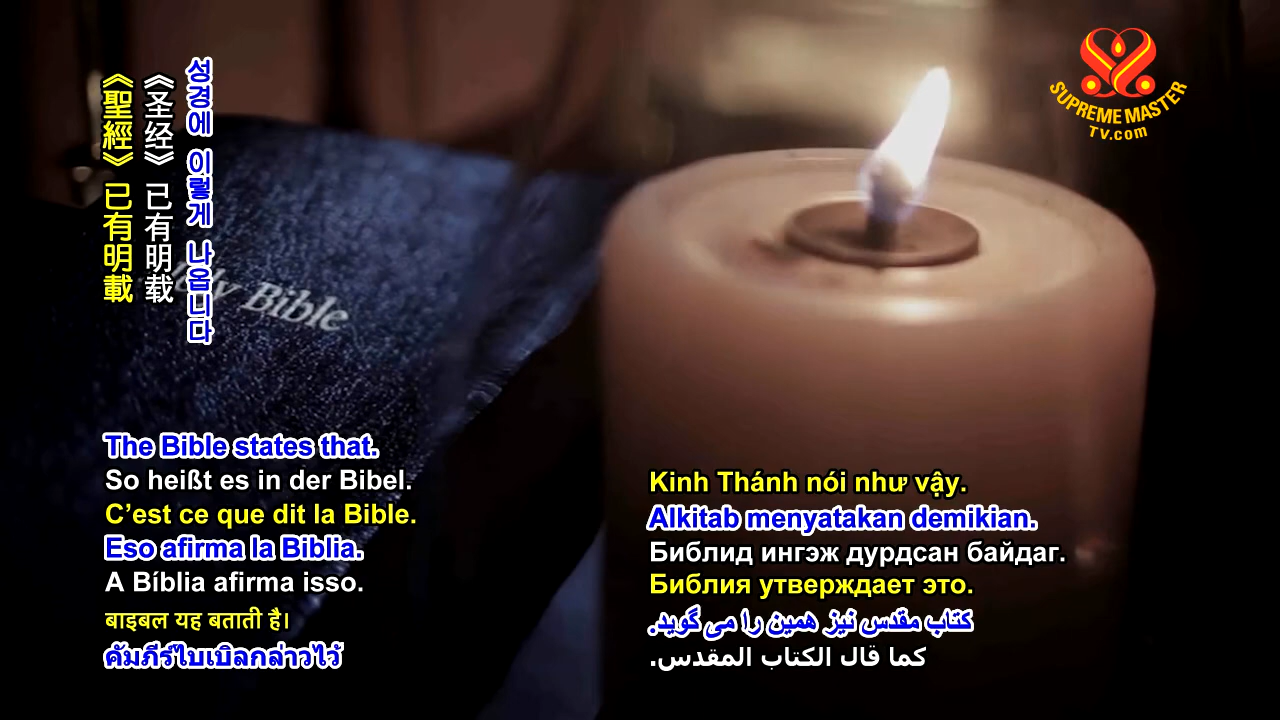 성경에 이렇게 나옵니다
《圣经》已有明载
《聖經》已有明載
SUPREME MASTER
TV.com
Bible
The Bible states that.
So heißt es in der Bibel.
C’est ce que dit la Bible.
Eso afirma la Biblia.
A Bíblia afirma isso.
बाइबल यह बताती है।
คัมภีร์ไบเบิลกล่าวไว้
Kinh Thánh nói như vậy.
Alkitab menyatakan demikian.
Библид ингэж дурдсан байдаг.
Библия утверждает это.
کتاب مقدس نیز همین را می گوید.
كما قال الكتاب المقدس.